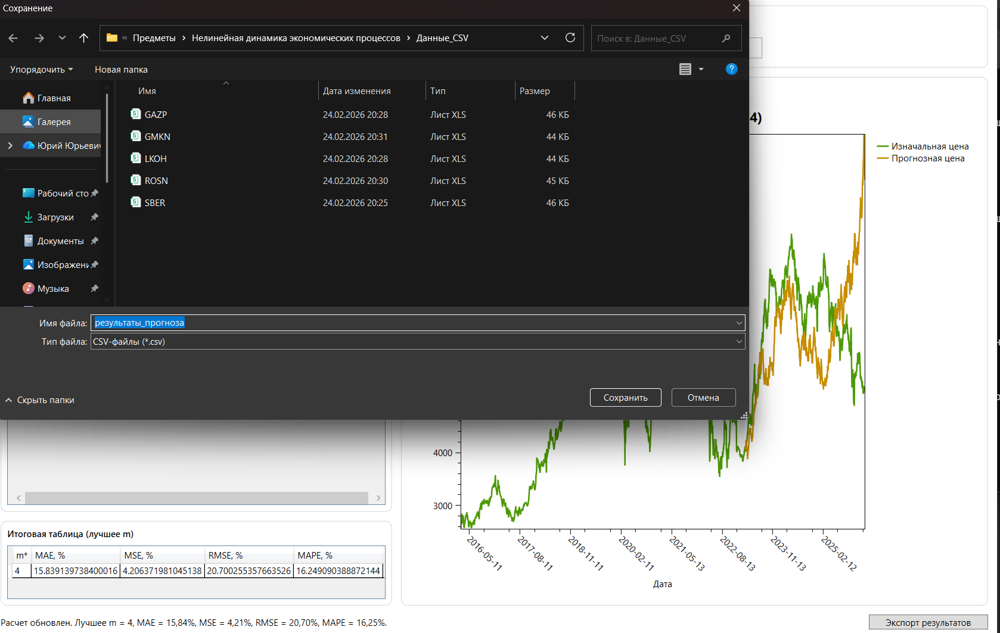 Сохранение
« Предметы › Нелинейная динамика экономических процессов › Данные_CSV
Поиск в: Данные_CSV
Упорядочить
Новая папка
Главная
Галерея
Юрий Юрьеви
Рабочий сто
Загрузки
Документы
Изображени
Музыка
Имя Дата изменения Тип Размер
GAZP 24.02.2026 20:28 Лист XLS 46 КБ
GMKN 24.02.2026 20:31 Лист XLS 44 КБ
LKOH 24.02.2026 20:28 Лист XLS 44 КБ
ROSN 24.02.2026 20:30 Лист XLS 45 КБ
SBER 24.02.2026 20:25 Лист XLS 46 КБ
Имя файла: результаты_прогноза
Тип файла: CSV-файлы (*.csv)
Скрыть папки
Сохранить
Отмена
4)
Изначальная цена
Прогнозная цена
4000
3000
2016-05-11
2017-08-11
2018-11-11
2020-02-11
2021-05-13
2022-08-13
2023-11-13
2025-02-12
Дата
Итоговая таблица (лучшее m)
m* MAE, % MSE, % RMSE, % MAPE, %
4 15.839139738400016 4.206371981045138 20.700255357663526 16.249090388872144
Расчет обновлен. Лучшее m = 4, MAE = 15,84%, MSE = 4,21%, RMSE = 20,70%, MAPE = 16,25%.
Экспорт результатов